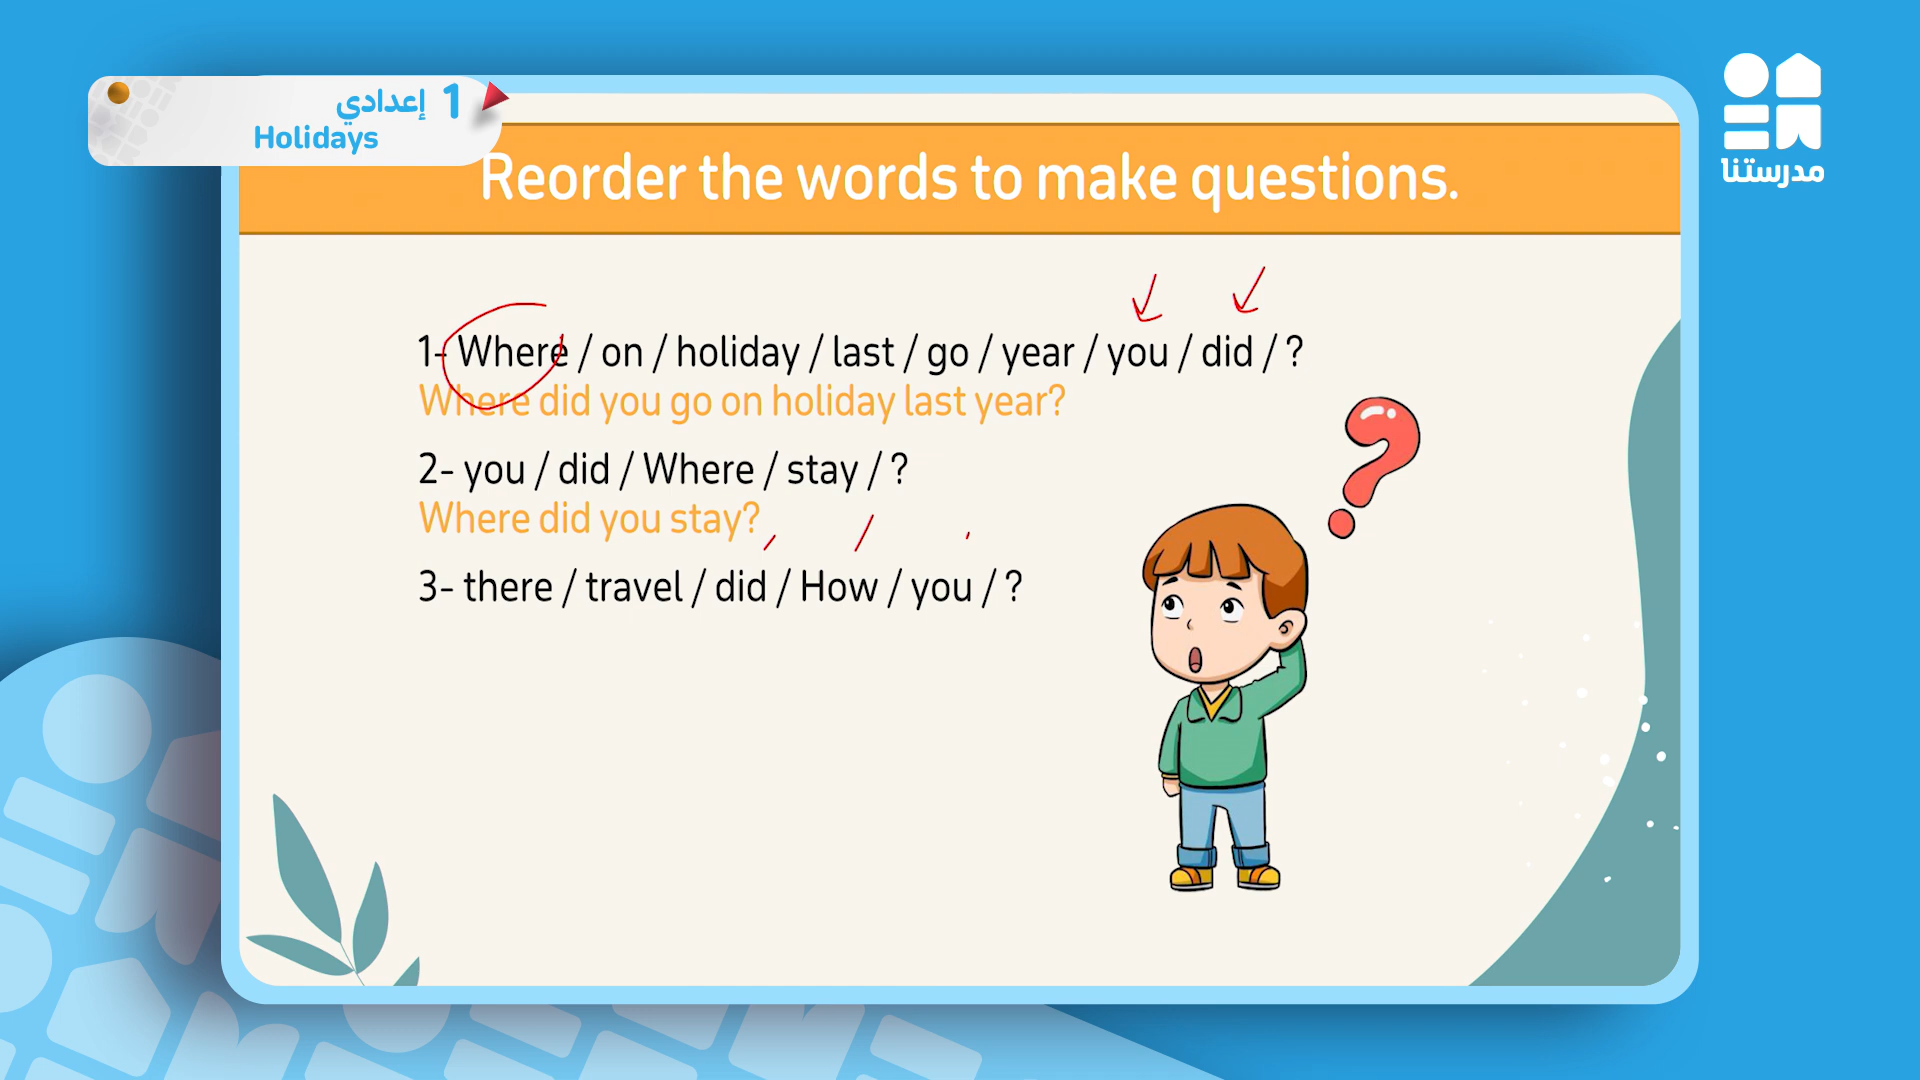 1 إعدادي
Holidays
مدرستنا
Reorder the words to make questions.
1- Where / on / holiday / last / go / year / you / did / ?
Where did you go on holiday last year?
2- you / did / Where / stay / ?
Where did you stay?
3- there / travel / did / How / you / ?